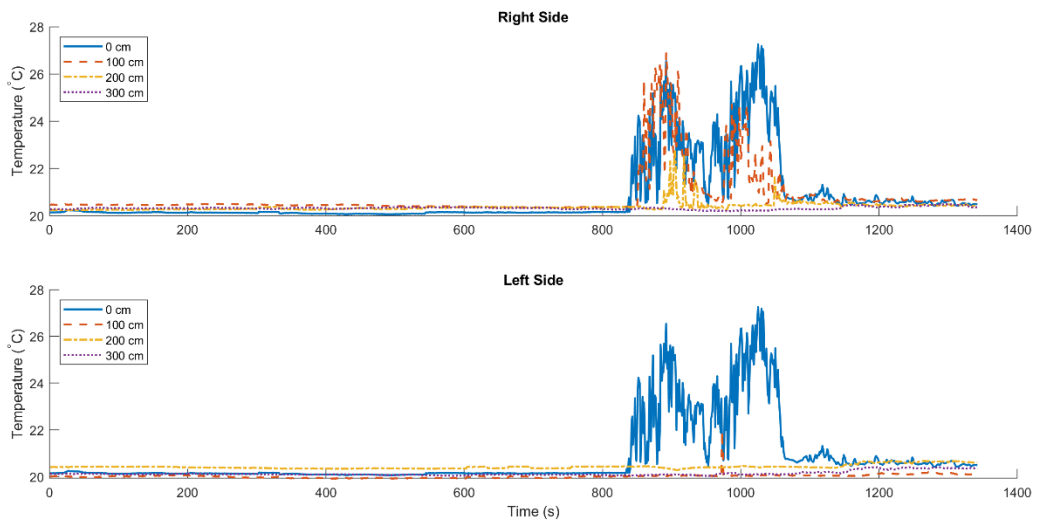 Right Side
28
26
24
22
20
Temperature (°C)
0 cm
100 cm
200 cm
300 cm
0 200 400 600 800 1000 1200 1400
Left Side
28
26
24
22
20
Temperature (°C)
0 cm
100 cm
200 cm
300 cm
0 200 400 600 800 1000 1200 1400
Time (s)